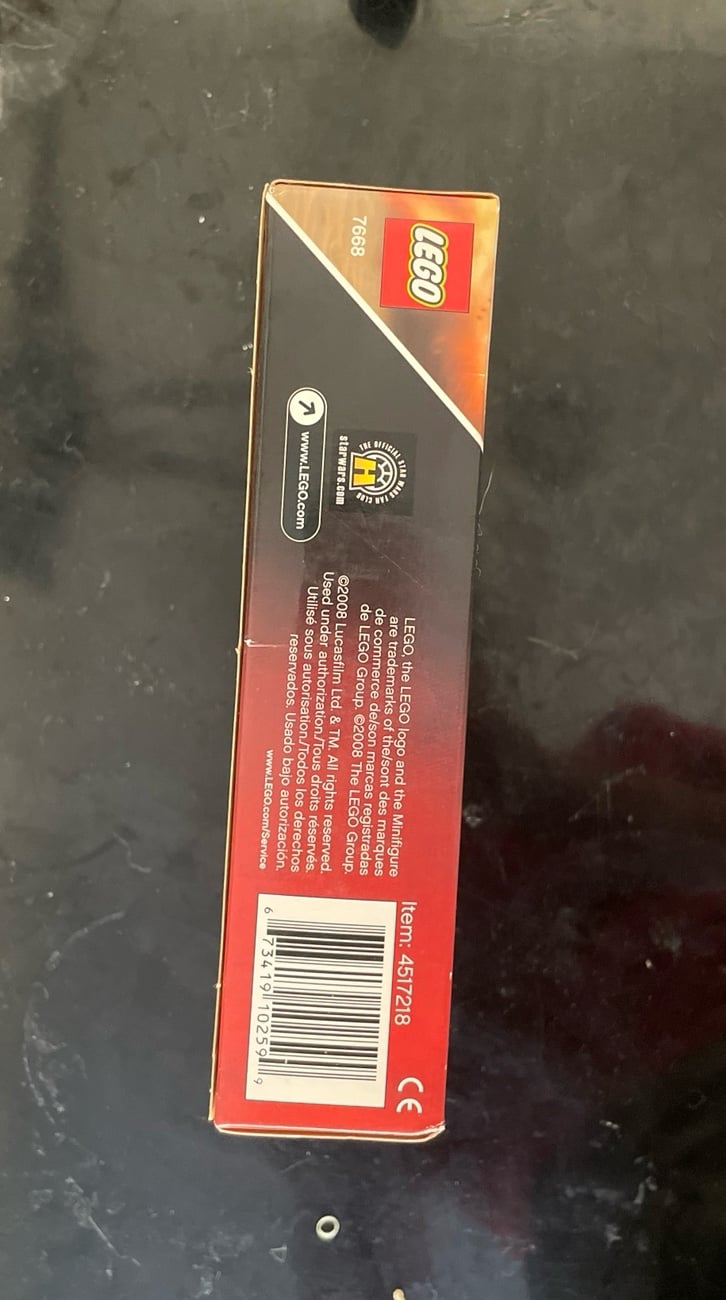 LEGO
7668
THE OFFICIAL STAR WARS FAN CLUB
H
starwars.com
www.LEGO.com
LEGO, the LEGO logo and the Minifigure
are trademarks of the/sont des marques
de commerce de/son marcas registradas
de LEGO Group. ©2008 The LEGO Group.
©2008 Lucasfilm Ltd. & TM. All rights reserved.
Used under authorization/Tous droits réservés.
Utilisé sous autorisation/Todos los derechos
reservados. Usado bajo autorización.
www.LEGO.com/Service
Item: 4517218
CE
6 73419 10259 9